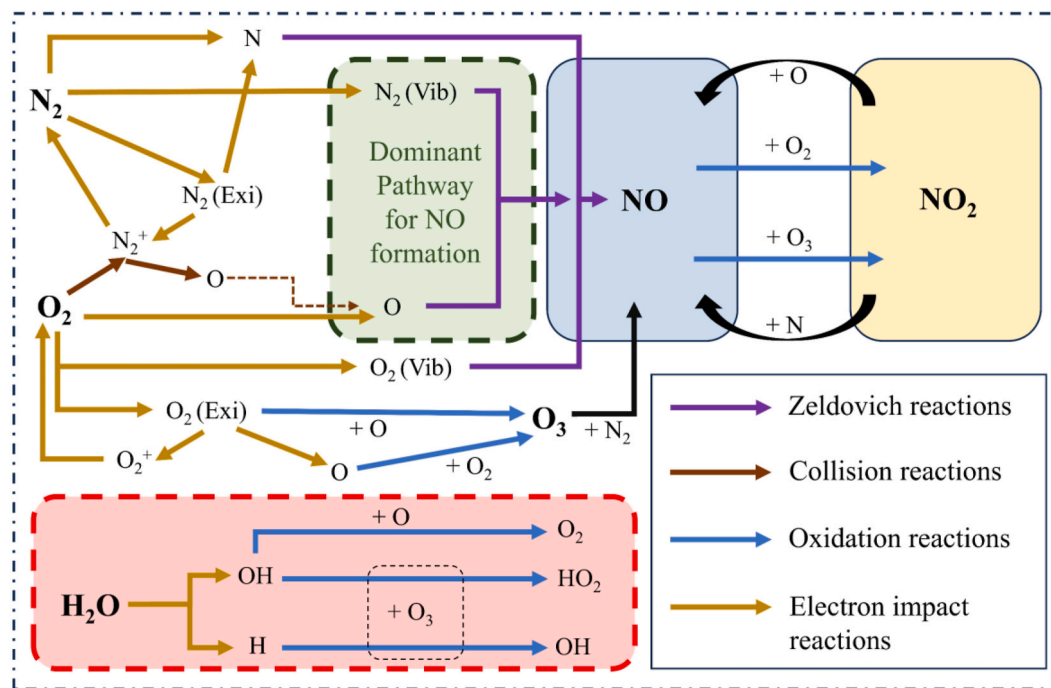 N
+ O
N₂
N₂ (Vib)
Dominant
Pathway
for NO
formation
+ O₂
N₂ (Exi)
NO
NO₂
N₂⁺
+ O₃
O
O₂
O
+ N
O₂ (Vib)
O₂ (Exi)
+ O
O₃
+ N₂
O₂⁺
O
+ O₂
Zeldovich reactions
Collision reactions
Oxidation reactions
Electron impact
reactions
+ O
O₂
H₂O
OH
HO₂
+ O₃
H
OH